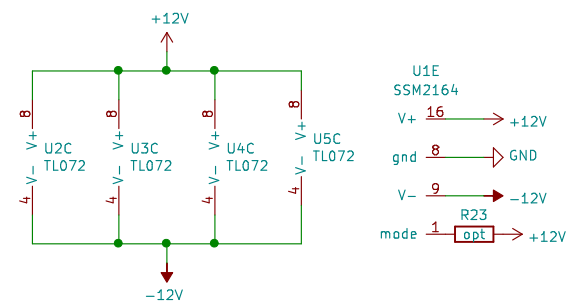 +12V
8 V+ U2C TL072 V- 4
8 V+ U3C TL072 V- 4
8 V+ U4C TL072 V- 4
8 V+ U5C TL072 V- 4
-12V
U1E
SSM2164
V+ 16 +12V
gnd 8 GND
V- 9 -12V
R23
mode 1 opt +12V